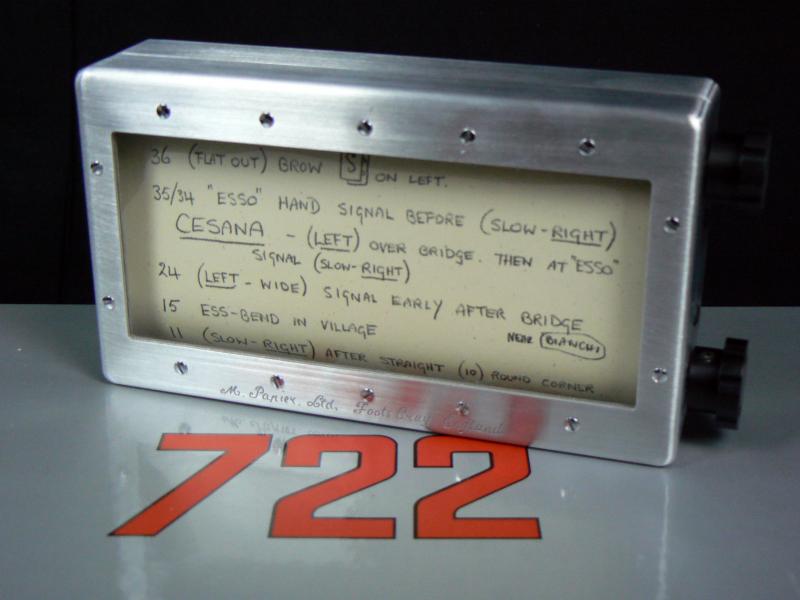 36 (FLAT OUT) BROW S ON LEFT.
35/34 "ESSO" HAND SIGNAL BEFORE (SLOW-RIGHT)
CESANA - (LEFT) OVER BRIDGE. THEN AT "ESSO"
SIGNAL (SLOW-RIGHT)
24 (LEFT - WIDE) SIGNAL EARLY AFTER BRIDGE
15 ESS-BEND IN VILLAGE NEAR BIANCHI
11 (SLOW-RIGHT) AFTER STRAIGHT (10) ROUND CORNER
M. Panier. Ltd, Foots Cray, England
722